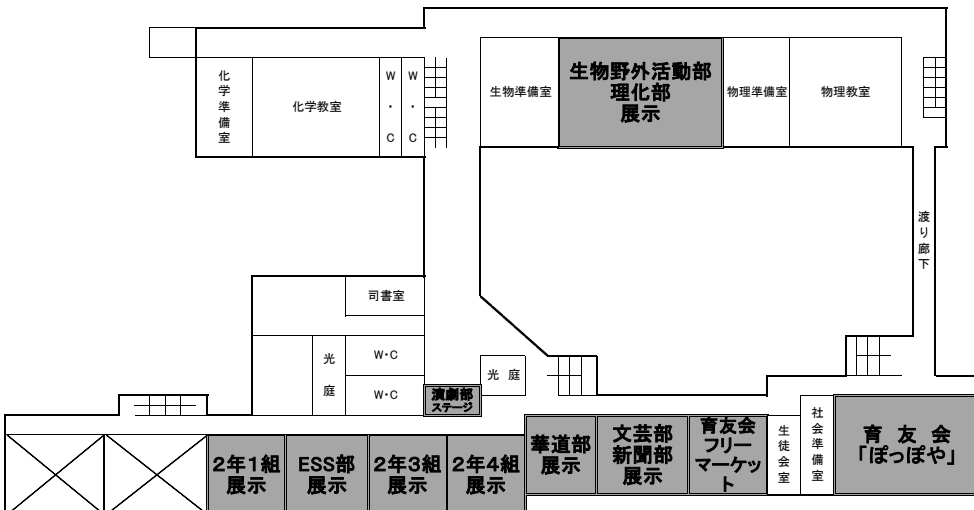 化学準備室
化学教室
W・C
W・C
生物準備室
生物野外活動部
理化部
展示
物理準備室
物理教室
渡り廊下
司書室
光庭
W・C
W・C
光 庭
演劇部
ステージ
2年1組
展示
ESS部
展示
2年3組
展示
2年4組
展示
華道部
展示
文芸部
新聞部
展示
育友会
フリー
マーケッ
ト
生徒会室
社会準備室
育 友 会
「ぽっぽや」